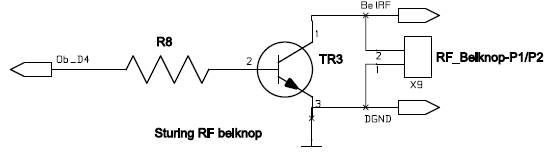 BelRF
R8
1
Ob_D4
2
TR3
2
1
RF_Belknop-P1/P2
X9
3
DGND
Sturing RF belknop